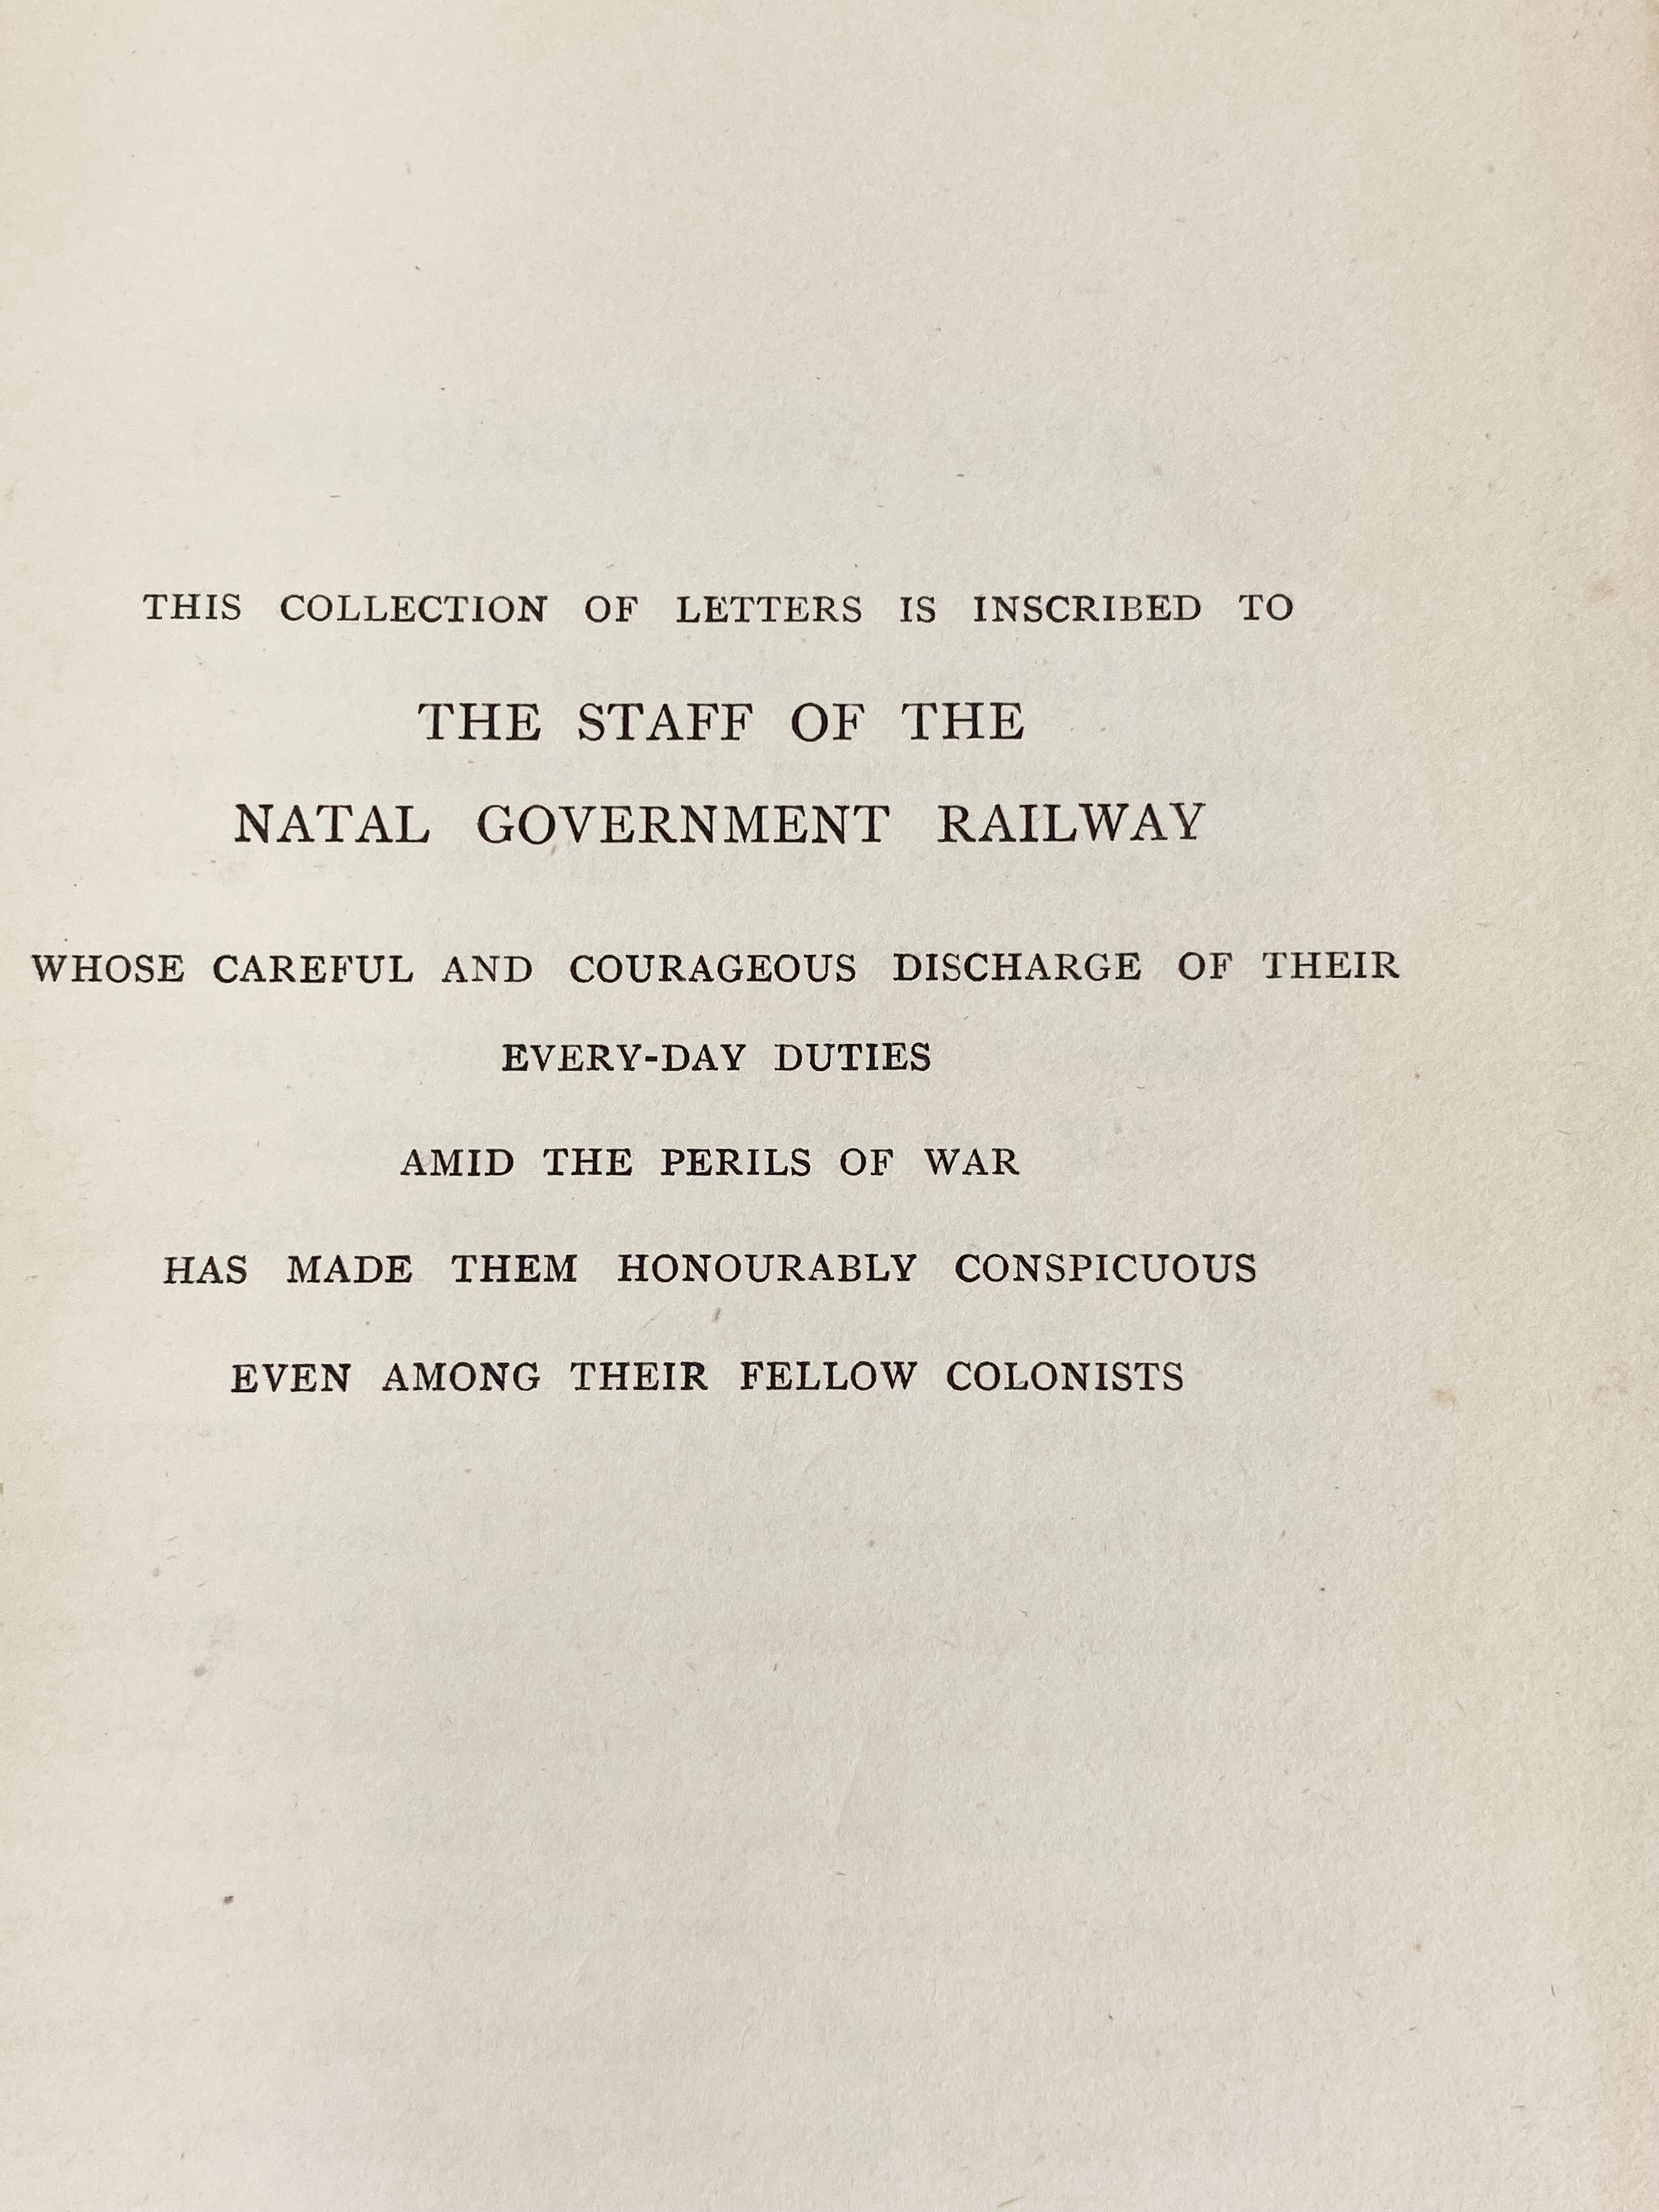 THIS COLLECTION OF LETTERS IS INSCRIBED TO
THE STAFF OF THE
NATAL GOVERNMENT RAILWAY
WHOSE CAREFUL AND COURAGEOUS DISCHARGE OF THEIR
EVERY-DAY DUTIES
AMID THE PERILS OF WAR
HAS MADE THEM HONOURABLY CONSPICUOUS
EVEN AMONG THEIR FELLOW COLONISTS